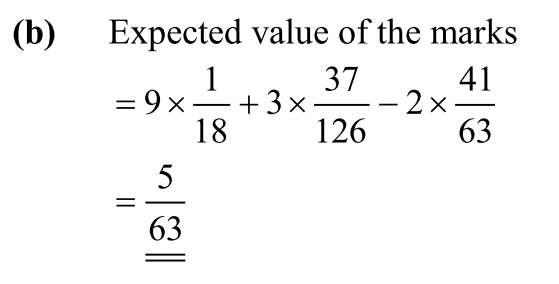 (b) Expected value of the marks
= 9 × 1/18 + 3 × 37/126 − 2 × 41/63
= 5/63